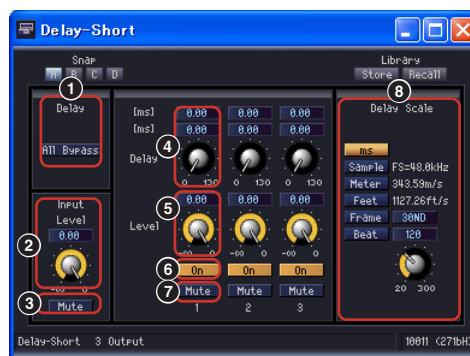 Delay-Short
Snap
A B C D
Library
Store Recall
1
Delay
All Bypass
2
Input
Level
0.00
-∞ 0
3
Mute
[ms] 0.00 0.00 0.00
[ms] 0.00 0.00 0.00
4
Delay
0 130 0 130 0 130
5
0.00 0.00 0.00
Level
-∞ 0 -∞ 0 -∞ 0
6
On On On
7
Mute Mute Mute
1 2 3
8
Delay Scale
ms
Sample FS=48.0kHz
Meter 343.59m/s
Feet 1127.26ft/s
Frame 30ND
Beat 120
20 300
Delay-Short 3 Output
10011 (271bH